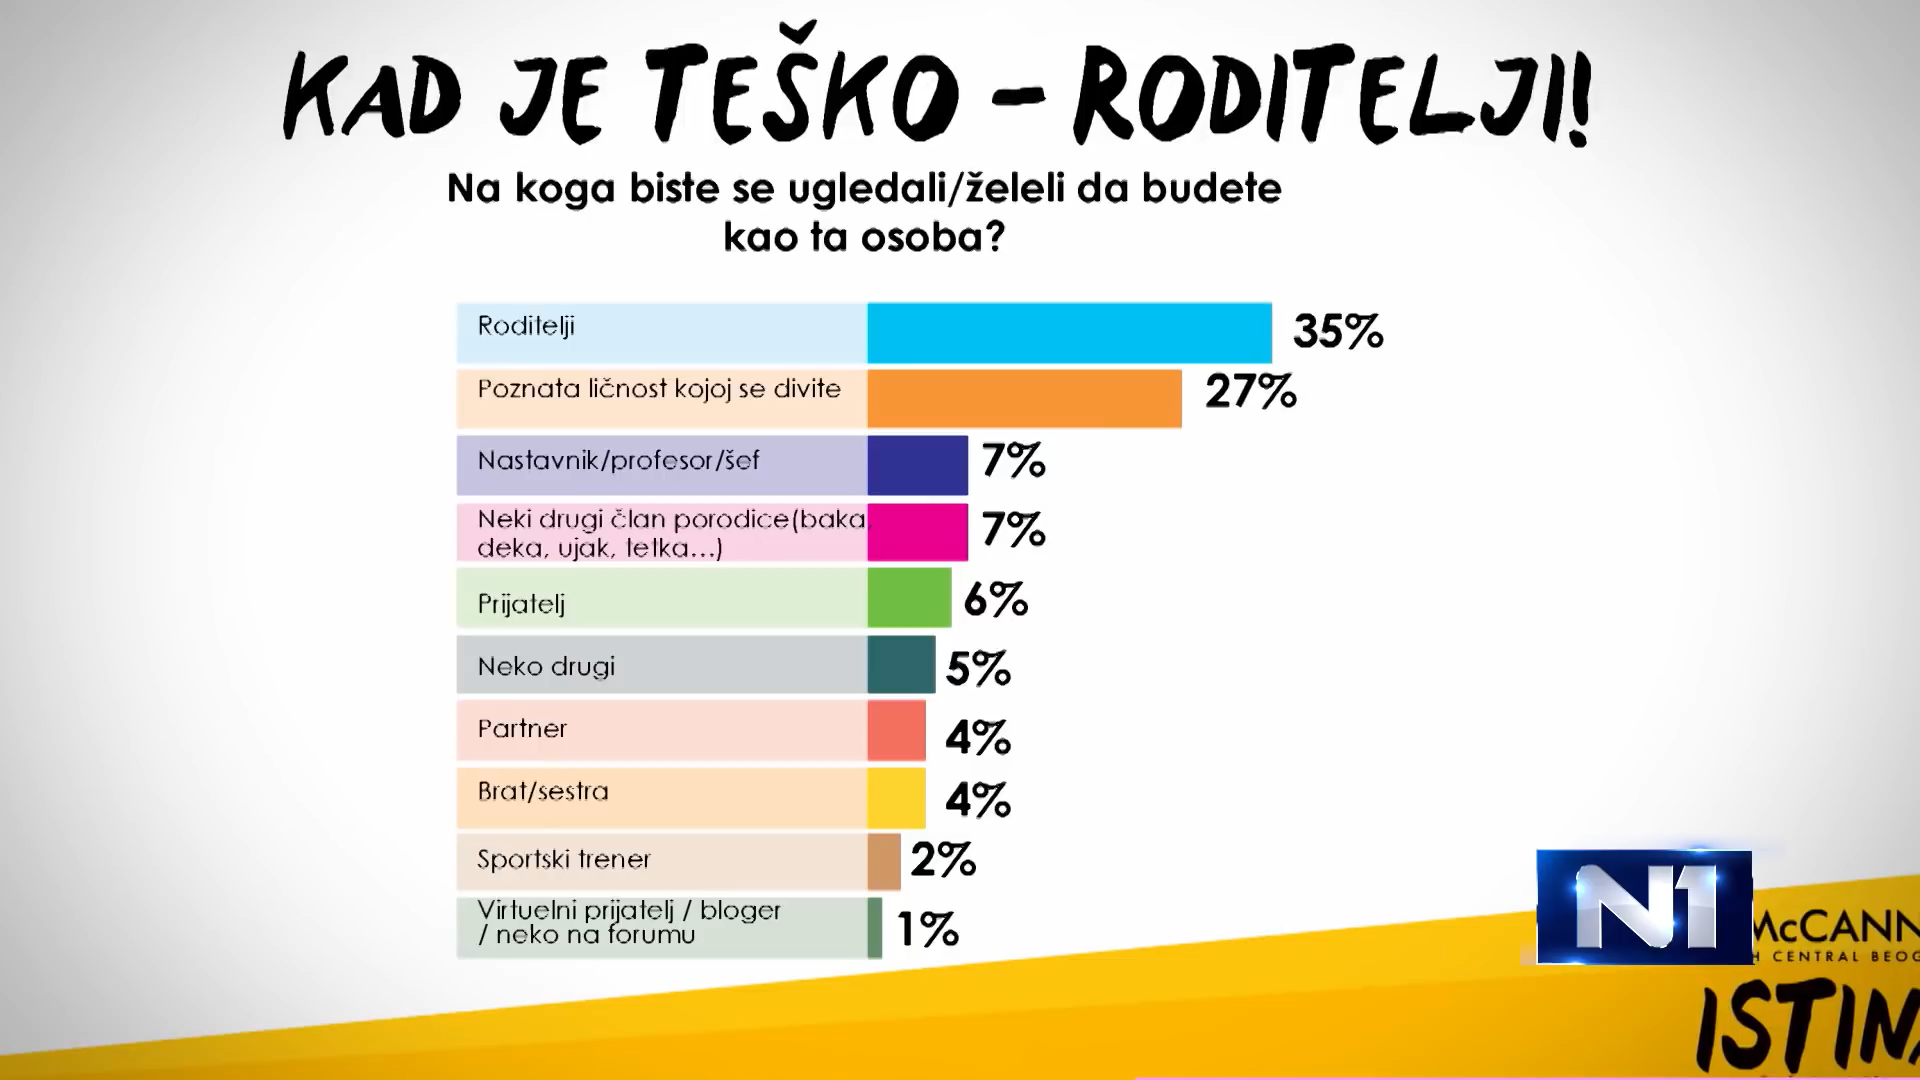 KAD JE TEŠKO – RODITELJI!
Na koga biste se ugledali/želeli da budete
kao ta osoba?
Roditelji 35%
Poznata ličnost kojoj se divite 27%
Nastavnik/profesor/šef 7%
Neki drugi član porodice(baka,
deka, ujak, tetka...) 7%
Prijatelj 6%
Neko drugi 5%
Partner 4%
Brat/sestra 4%
Sportski trener 2%
Virtuelni prijatelj / bloger
/ neko na forumu 1%
N1
McCANN
CENTRAL